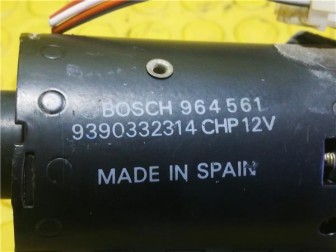 BOSCH 964 561
9390332314 CHP 12V
MADE IN SPAIN